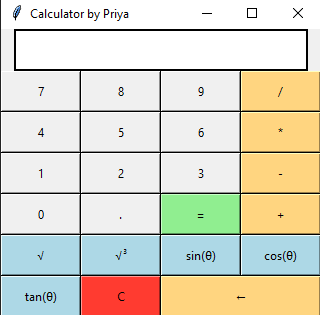 Calculator by Priya
7 8 9 /
4 5 6 *
1 2 3 -
0 . = +
√ √³ sin(θ) cos(θ)
tan(θ) C ←